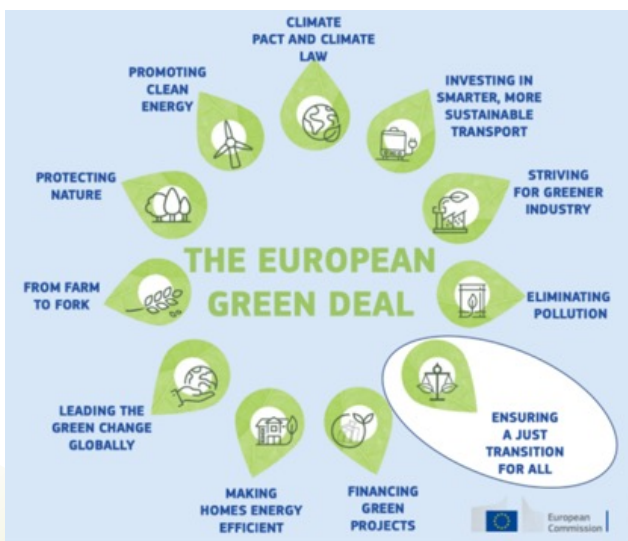 CLIMATE
PACT AND CLIMATE
LAW
PROMOTING
CLEAN
ENERGY
INVESTING IN
SMARTER, MORE
SUSTAINABLE
TRANSPORT
PROTECTING
NATURE
STRIVING
FOR GREENER
INDUSTRY
THE EUROPEAN
GREEN DEAL
FROM FARM
TO FORK
ELIMINATING
POLLUTION
LEADING THE
GREEN CHANGE
GLOBALLY
MAKING
HOMES ENERGY
EFFICIENT
FINANCING
GREEN
PROJECTS
ENSURING
A JUST
TRANSITION
FOR ALL
European
Commission